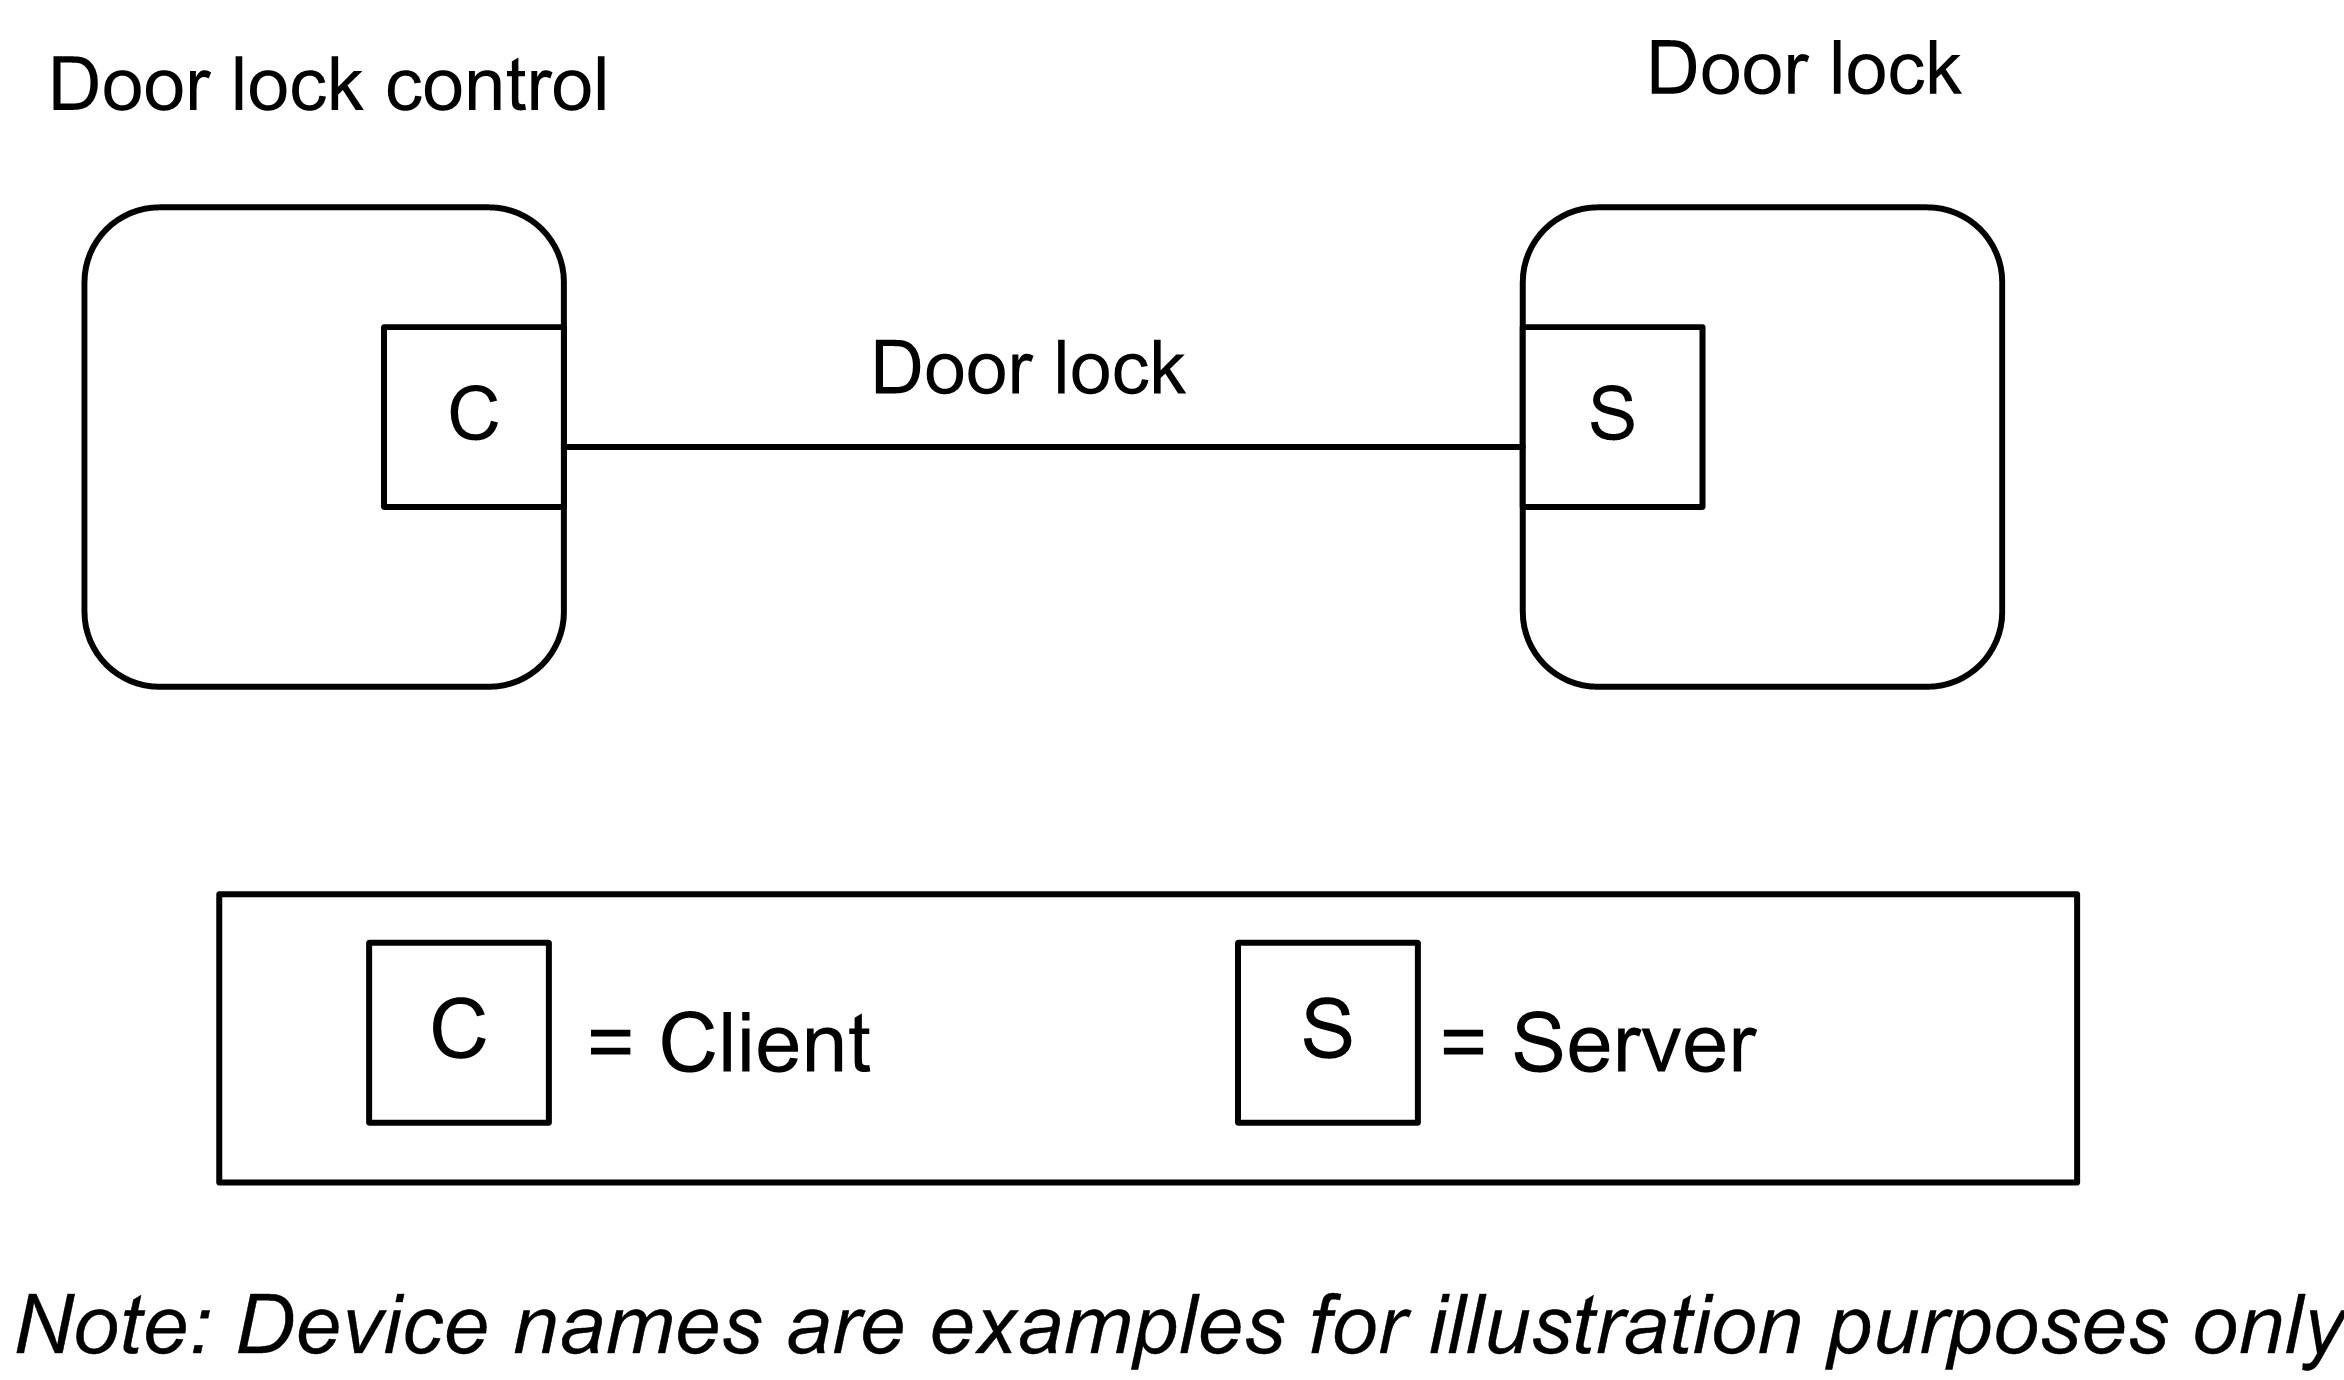 Door lock control
Door lock
C
Door lock
S
C = Client
S = Server
Note: Device names are examples for illustration purposes only